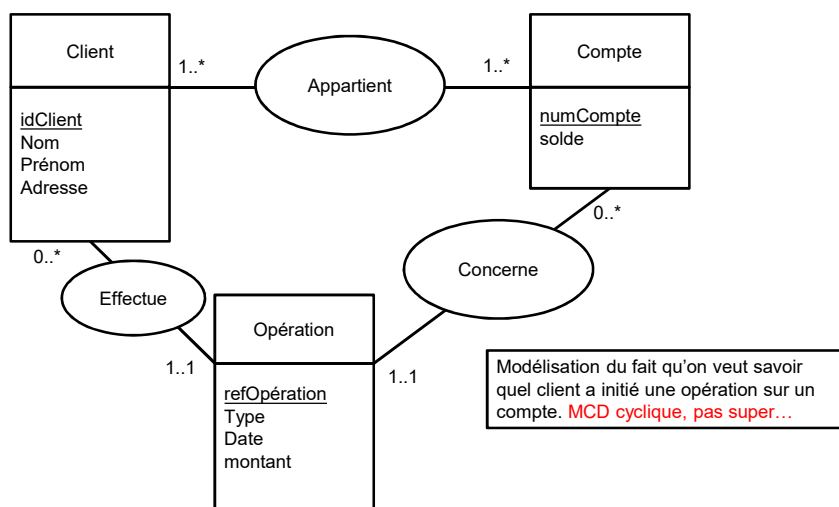 Client
1..*
Appartient
1..*
Compte
idClient
Nom
Prénom
Adresse
numCompte
solde
0..*
0..*
Effectue
Concerne
Opération
1..1
1..1
refOpération
Type
Date
montant
Modélisation du fait qu'on veut savoir
quel client a initié une opération sur un
compte. MCD cyclique, pas super…